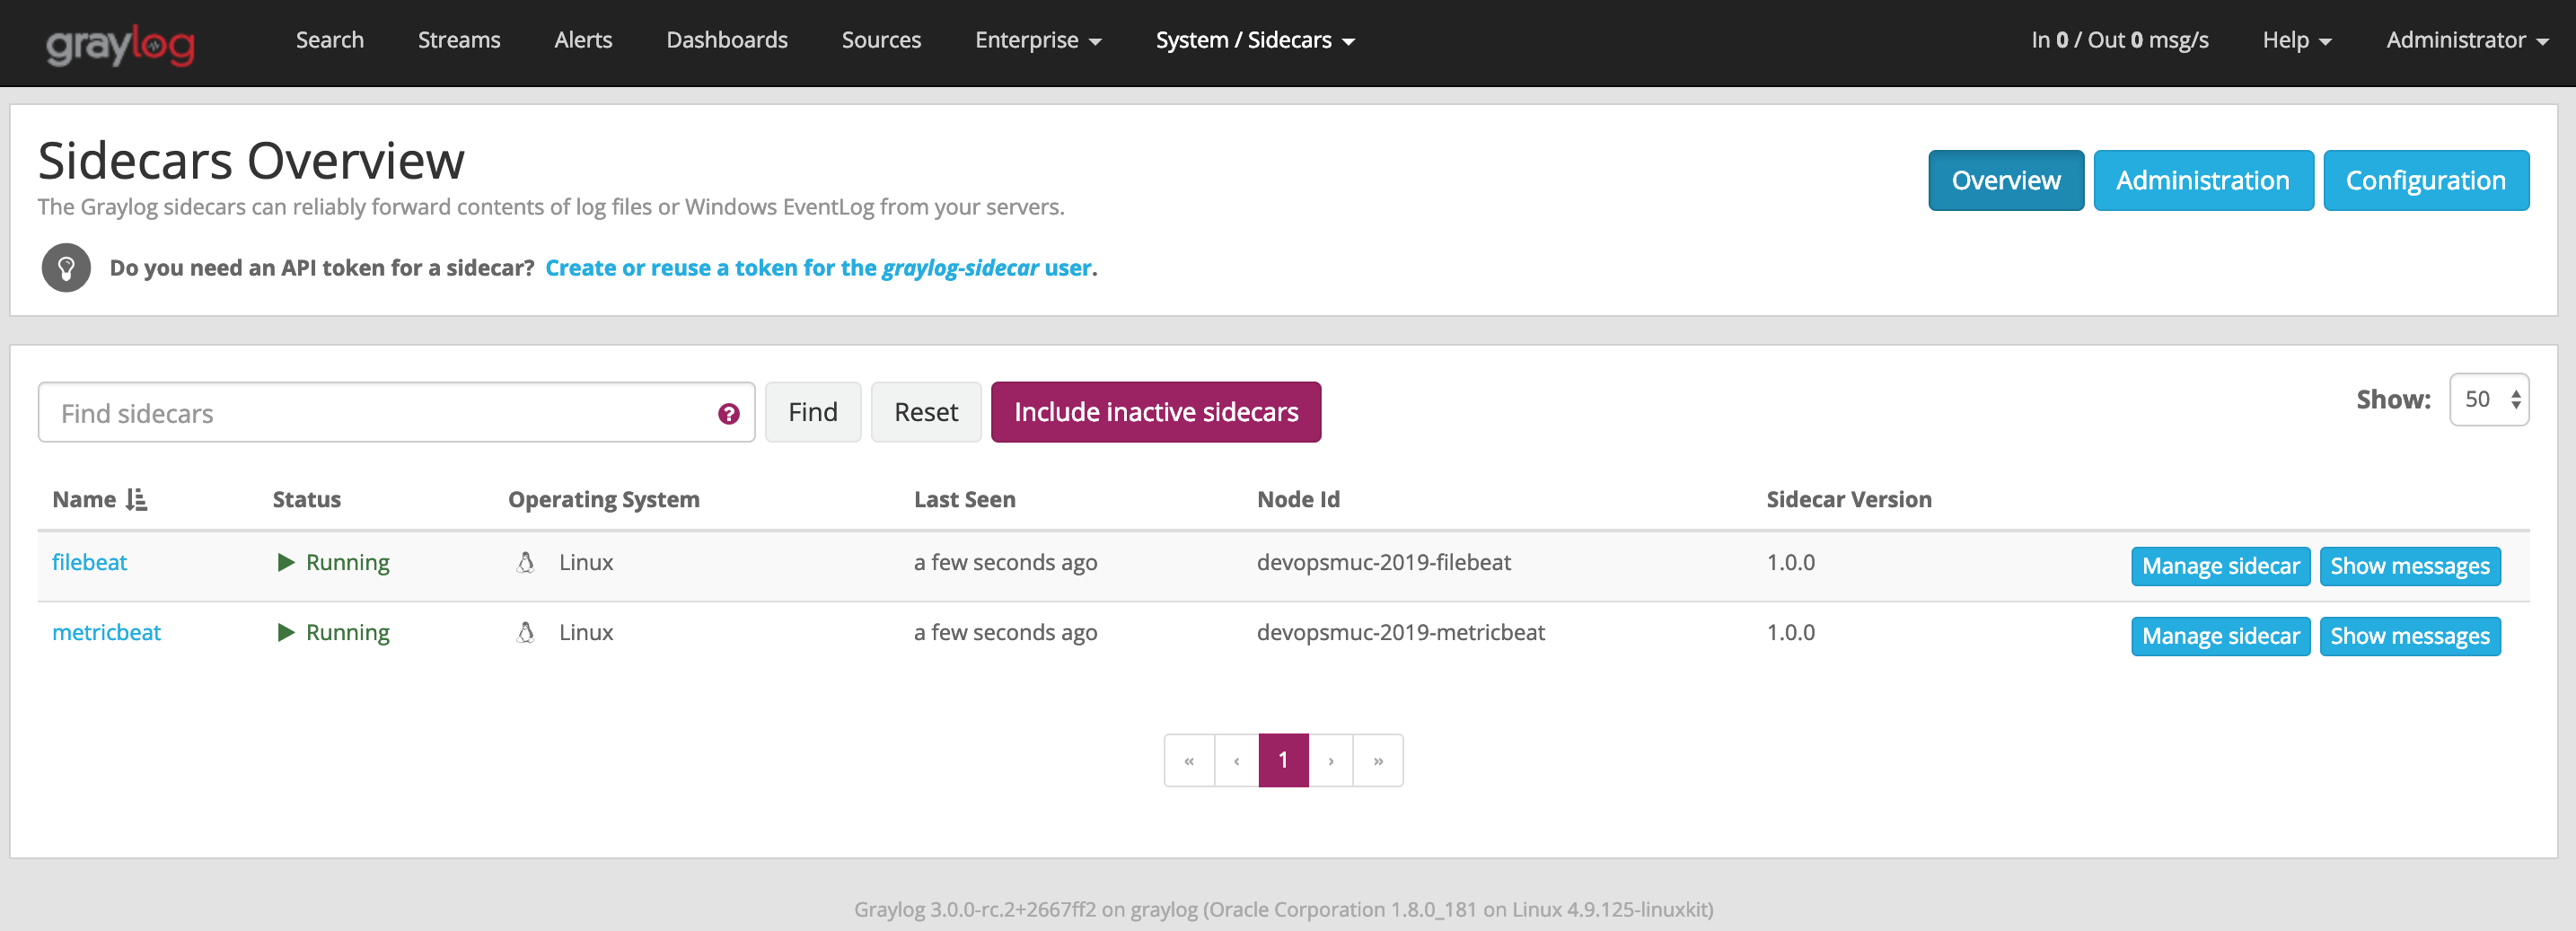 graylog Search Streams Alerts Dashboards Sources Enterprise System / Sidecars In 0 / Out 0 msg/s Help Administrator
Sidecars Overview
The Graylog sidecars can reliably forward contents of log files or Windows EventLog from your servers.
Overview Administration Configuration
Do you need an API token for a sidecar? Create or reuse a token for the graylog-sidecar user.
Find sidecars ? Find Reset Include inactive sidecars Show: 50
Name Status Operating System Last Seen Node Id Sidecar Version
filebeat Running Linux a few seconds ago devopsmuc-2019-filebeat 1.0.0 Manage sidecar Show messages
metricbeat Running Linux a few seconds ago devopsmuc-2019-metricbeat 1.0.0 Manage sidecar Show messages
« ‹ 1 › »
Graylog 3.0.0-rc.2+2667ff2 on graylog (Oracle Corporation 1.8.0_181 on Linux 4.9.125-linuxkit)